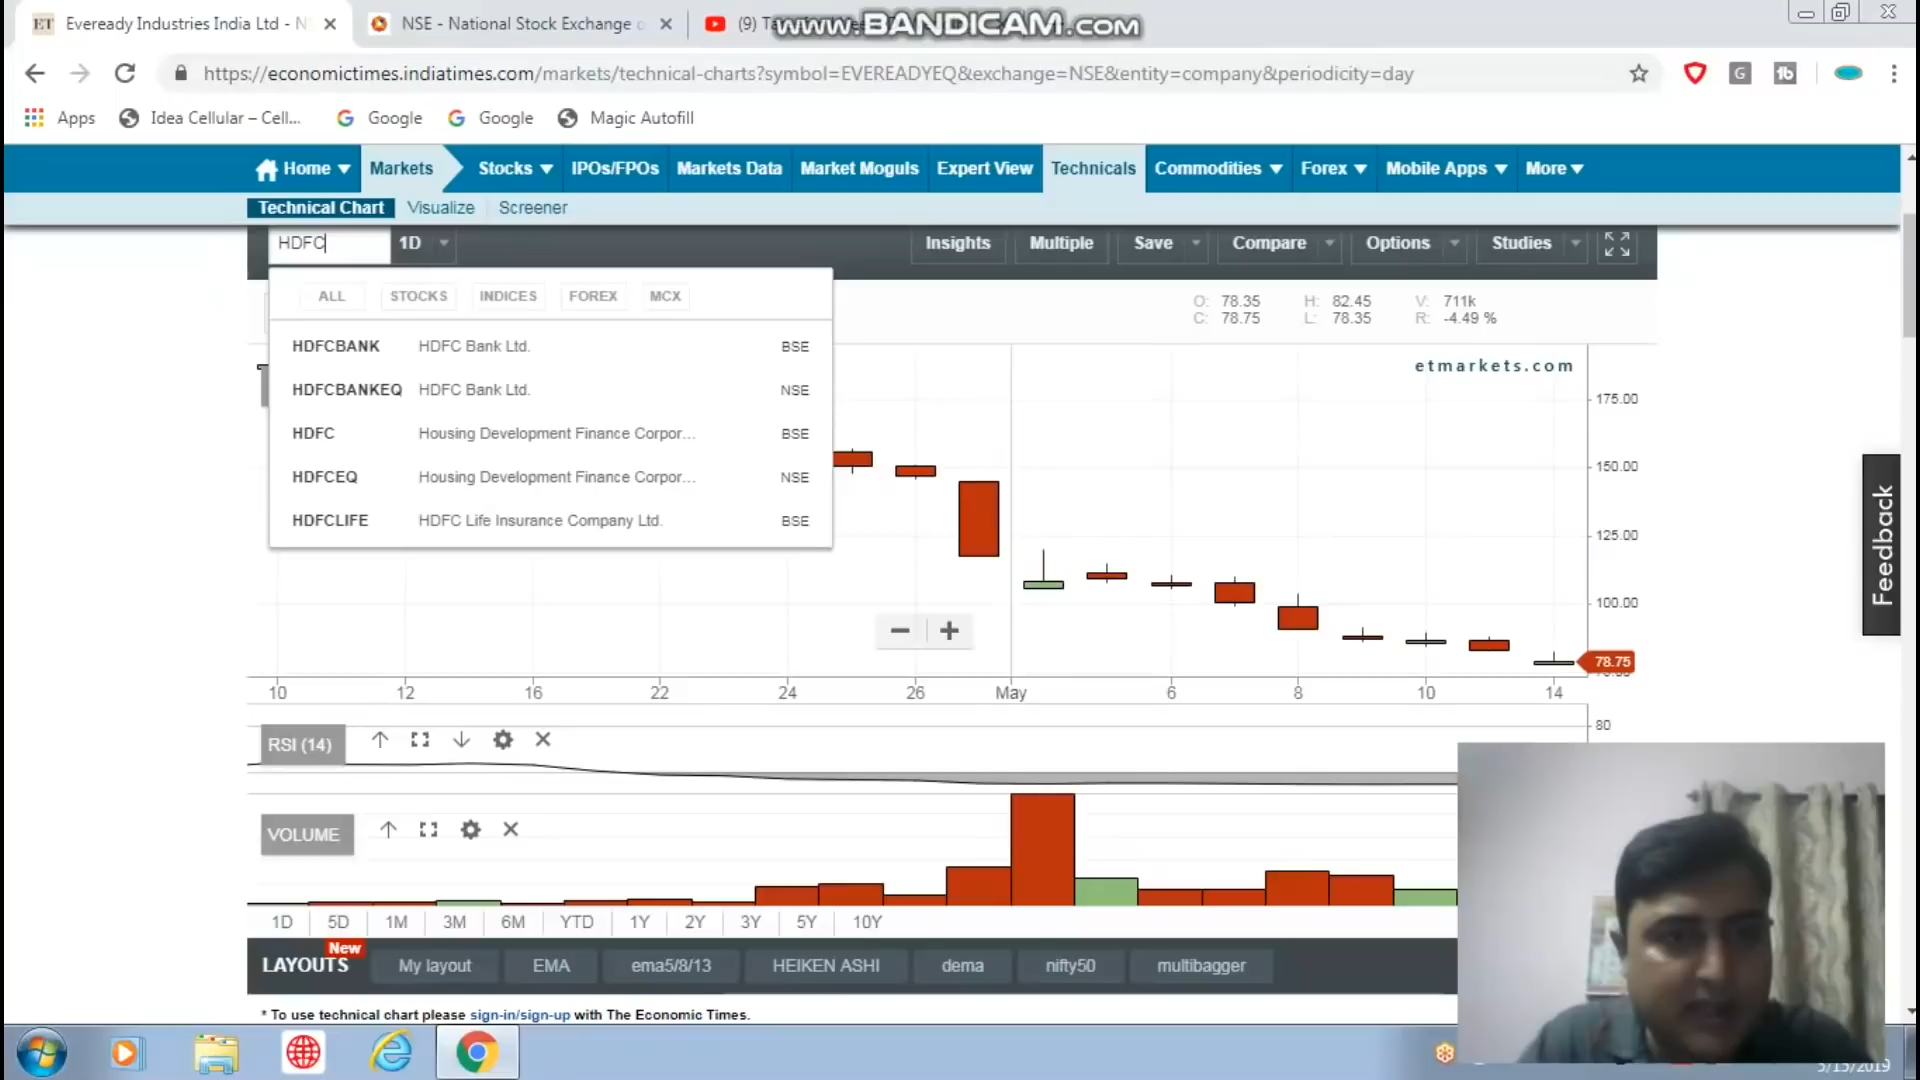 Eveready Industries India Ltd - N
NSE - National Stock Exchange o
(9) Ta
www.BANDICAM.com
https://economictimes.indiatimes.com/markets/technical-charts?symbol=EVEREADYEQ&exchange=NSE&entity=company&periodicity=day
Apps
Idea Cellular – Cell...
Google
Google
Magic Autofill
Home
Markets
Stocks
IPOs/FPOs
Markets Data
Market Moguls
Expert View
Technicals
Commodities
Forex
Mobile Apps
More
Technical Chart
Visualize
Screener
HDFC
1D
Insights
Multiple
Save
Compare
Options
Studies
ALL
STOCKS
INDICES
FOREX
MCX
O: 78.35 H: 82.45 V: 711k
C: 78.75 L: 78.35 R: -4.49 %
HDFCBANK HDFC Bank Ltd. BSE
HDFCBANKEQ HDFC Bank Ltd. NSE
HDFC Housing Development Finance Corpor... BSE
HDFCEQ Housing Development Finance Corpor... NSE
HDFCLIFE HDFC Life Insurance Company Ltd. BSE
etmarkets.com
175.00
150.00
125.00
100.00
78.75
10 12 16 22 24 26 May 6 8 10 14
80
RSI (14)
VOLUME
1D 5D 1M 3M 6M YTD 1Y 2Y 3Y 5Y 10Y
New
LAYOUTS
My layout
EMA
ema5/8/13
HEIKEN ASHI
dema
nifty50
multibagger
* To use technical chart please sign-in/sign-up with The Economic Times.
Feedback
5/15/2019